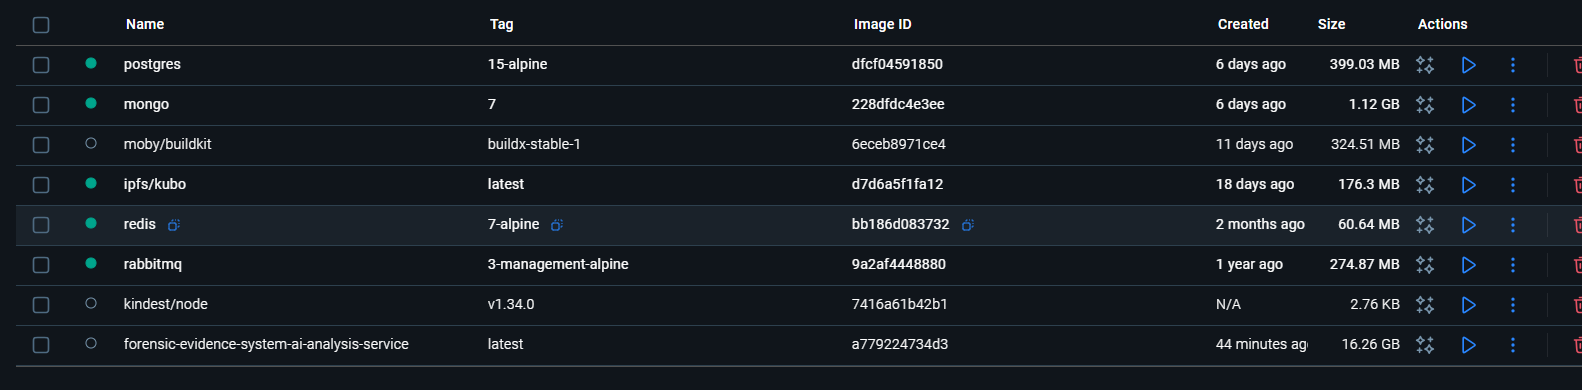 Name Tag Image ID Created Size Actions
postgres 15-alpine dfcf04591850 6 days ago 399.03 MB
mongo 7 228dfdc4e3ee 6 days ago 1.12 GB
moby/buildkit buildx-stable-1 6eceb8971ce4 11 days ago 324.51 MB
ipfs/kubo latest d7d6a5f1fa12 18 days ago 176.3 MB
redis 7-alpine bb186d083732 2 months ago 60.64 MB
rabbitmq 3-management-alpine 9a2af4448880 1 year ago 274.87 MB
kindest/node v1.34.0 7416a61b42b1 N/A 2.76 KB
forensic-evidence-system-ai-analysis-service latest a779224734d3 44 minutes ag 16.26 GB